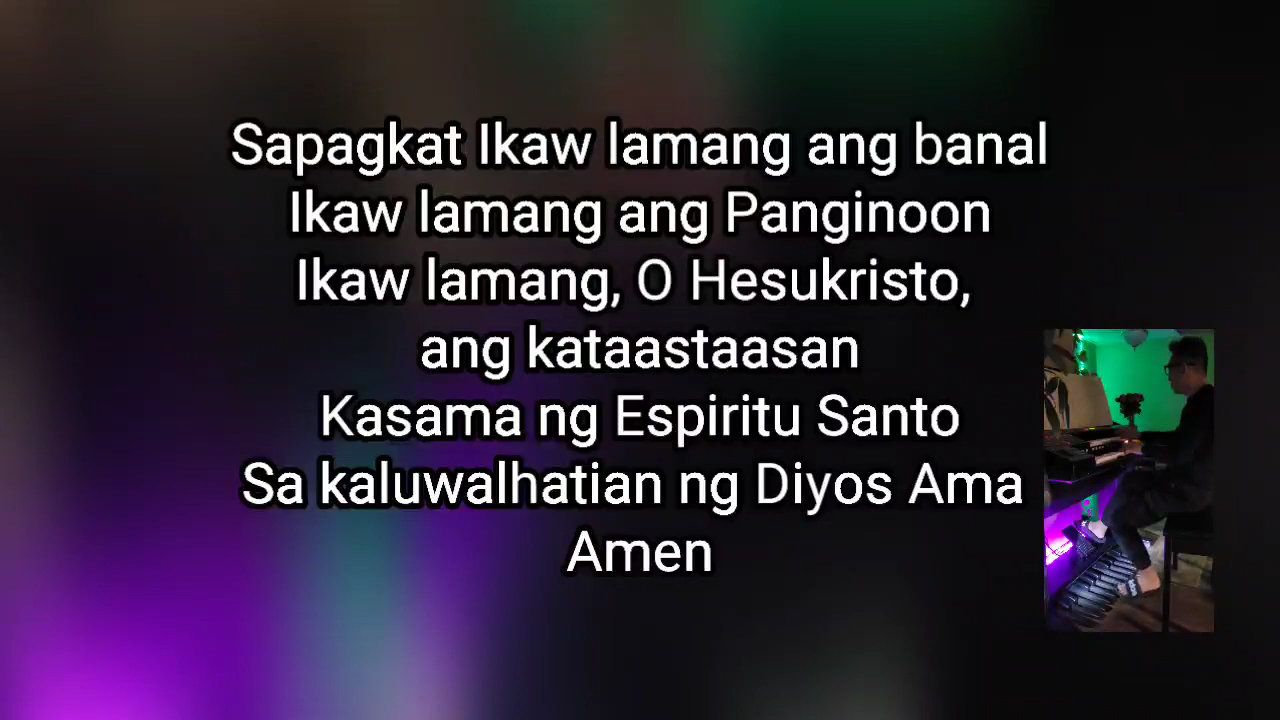 Sapagkat Ikaw lamang ang banal
Ikaw lamang ang Panginoon
Ikaw lamang, O Hesukristo,
ang kataastaasan
Kasama ng Espiritu Santo
Sa kaluwalhatian ng Diyos Ama
Amen